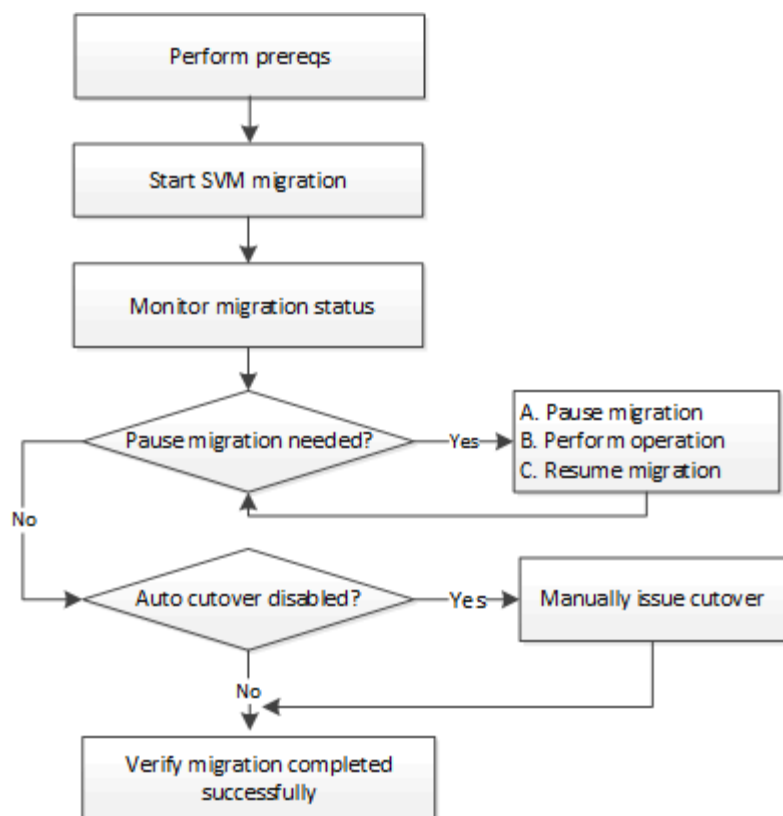 Perform prereqs
Start SVM migration
Monitor migration status
Pause migration needed?
Yes
A. Pause migration
B. Perform operation
C. Resume migration
No
Auto cutover disabled?
Yes
Manually issue cutover
No
Verify migration completed
successfully